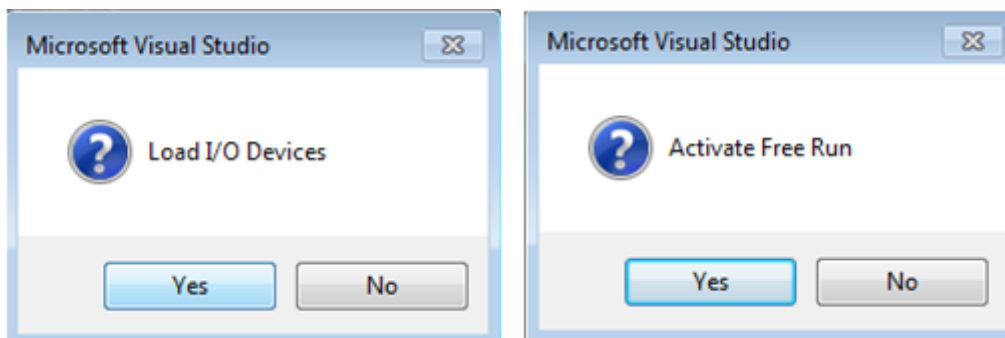 Microsoft Visual Studio
Load I/O Devices
Yes No
Microsoft Visual Studio
Activate Free Run
Yes No